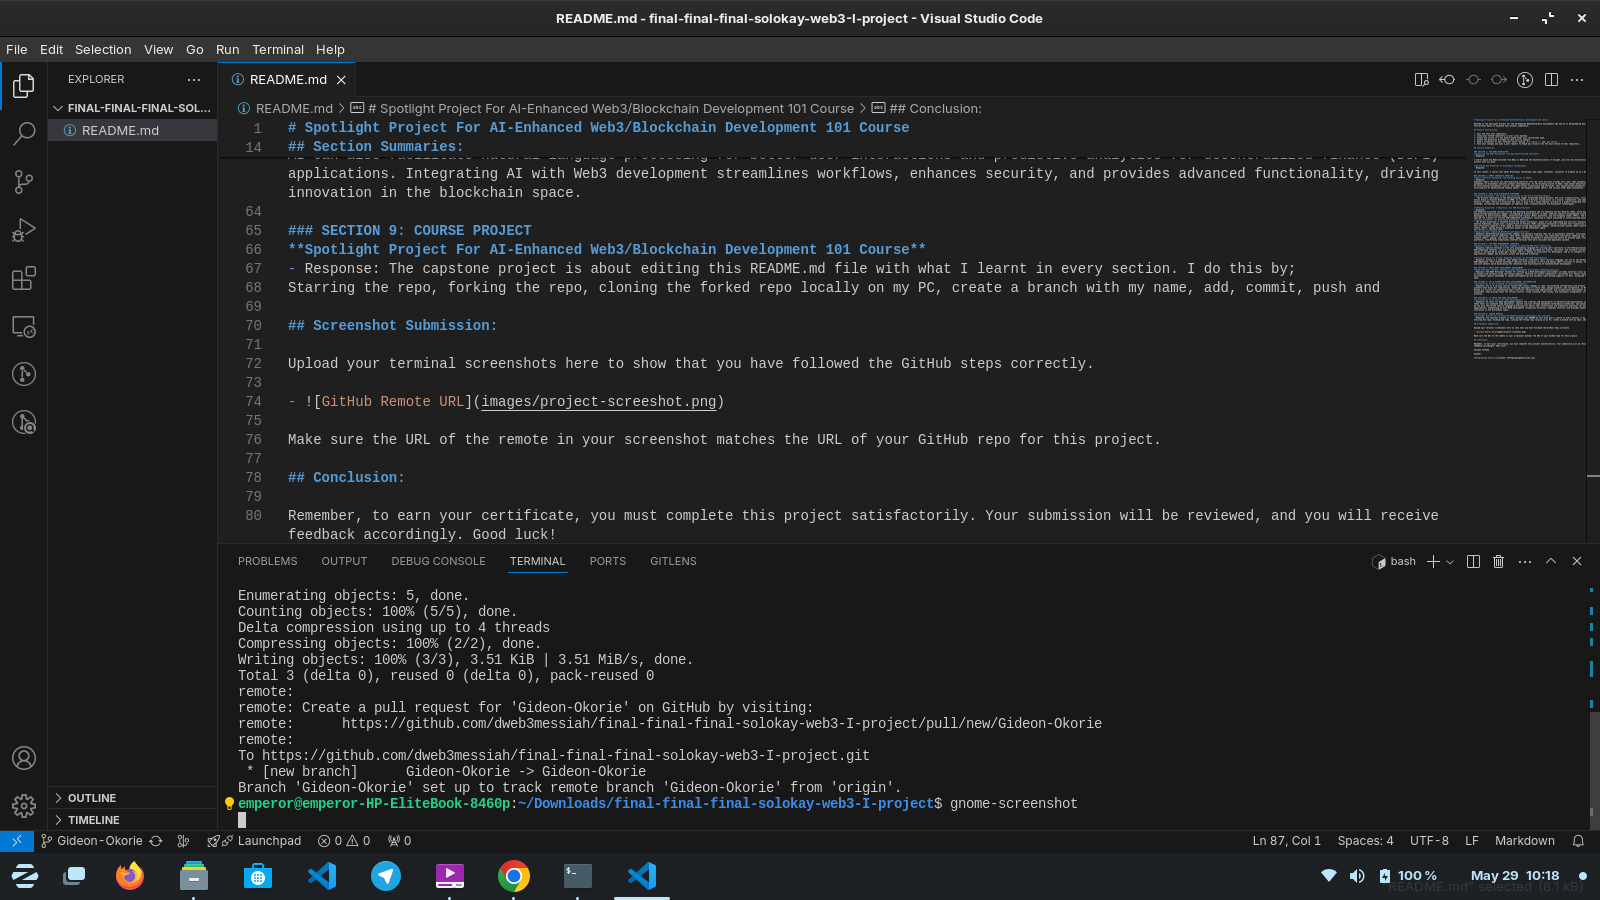 README.md - final-final-final-solokay-web3-I-project - Visual Studio Code
File Edit Selection View Go Run Terminal Help
EXPLORER
README.md
FINAL-FINAL-FINAL-SOL...
README.md
README.md > # Spotlight Project For AI-Enhanced Web3/Blockchain Development 101 Course > ## Conclusion:
1 # Spotlight Project For AI-Enhanced Web3/Blockchain Development 101 Course
14 ## Section Summaries:
applications. Integrating AI with Web3 development streamlines workflows, enhances security, and provides advanced functionality, driving
innovation in the blockchain space.
64
65 ### SECTION 9: COURSE PROJECT
66 **Spotlight Project For AI-Enhanced Web3/Blockchain Development 101 Course**
67 - Response: The capstone project is about editing this README.md file with what I learnt in every section. I do this by;
68 Starring the repo, forking the repo, cloning the forked repo locally on my PC, create a branch with my name, add, commit, push and
69
70 ## Screenshot Submission:
71
72 Upload your terminal screenshots here to show that you have followed the GitHub steps correctly.
73
74 - ![GitHub Remote URL](images/project-screeshot.png)
75
76 Make sure the URL of the remote in your screenshot matches the URL of your GitHub repo for this project.
77
78 ## Conclusion:
79
80 Remember, to earn your certificate, you must complete this project satisfactorily. Your submission will be reviewed, and you will receive
feedback accordingly. Good luck!
PROBLEMS OUTPUT DEBUG CONSOLE TERMINAL PORTS GITLENS
bash
Enumerating objects: 5, done.
Counting objects: 100% (5/5), done.
Delta compression using up to 4 threads
Compressing objects: 100% (2/2), done.
Writing objects: 100% (3/3), 3.51 KiB | 3.51 MiB/s, done.
Total 3 (delta 0), reused 0 (delta 0), pack-reused 0
remote:
remote: Create a pull request for 'Gideon-Okorie' on GitHub by visiting:
remote:      https://github.com/dweb3messiah/final-final-final-solokay-web3-I-project/pull/new/Gideon-Okorie
remote:
To https://github.com/dweb3messiah/final-final-final-solokay-web3-I-project.git
 * [new branch]      Gideon-Okorie -> Gideon-Okorie
Branch 'Gideon-Okorie' set up to track remote branch 'Gideon-Okorie' from 'origin'.
emperor@emperor-HP-EliteBook-8460p:~/Downloads/final-final-final-solokay-web3-I-project$ gnome-screenshot
OUTLINE
TIMELINE
Gideon-Okorie Launchpad 0 0 0 Ln 87, Col 1 Spaces: 4 UTF-8 LF Markdown
100 % May 29 10:18
README.md" selected (8.1 kB)